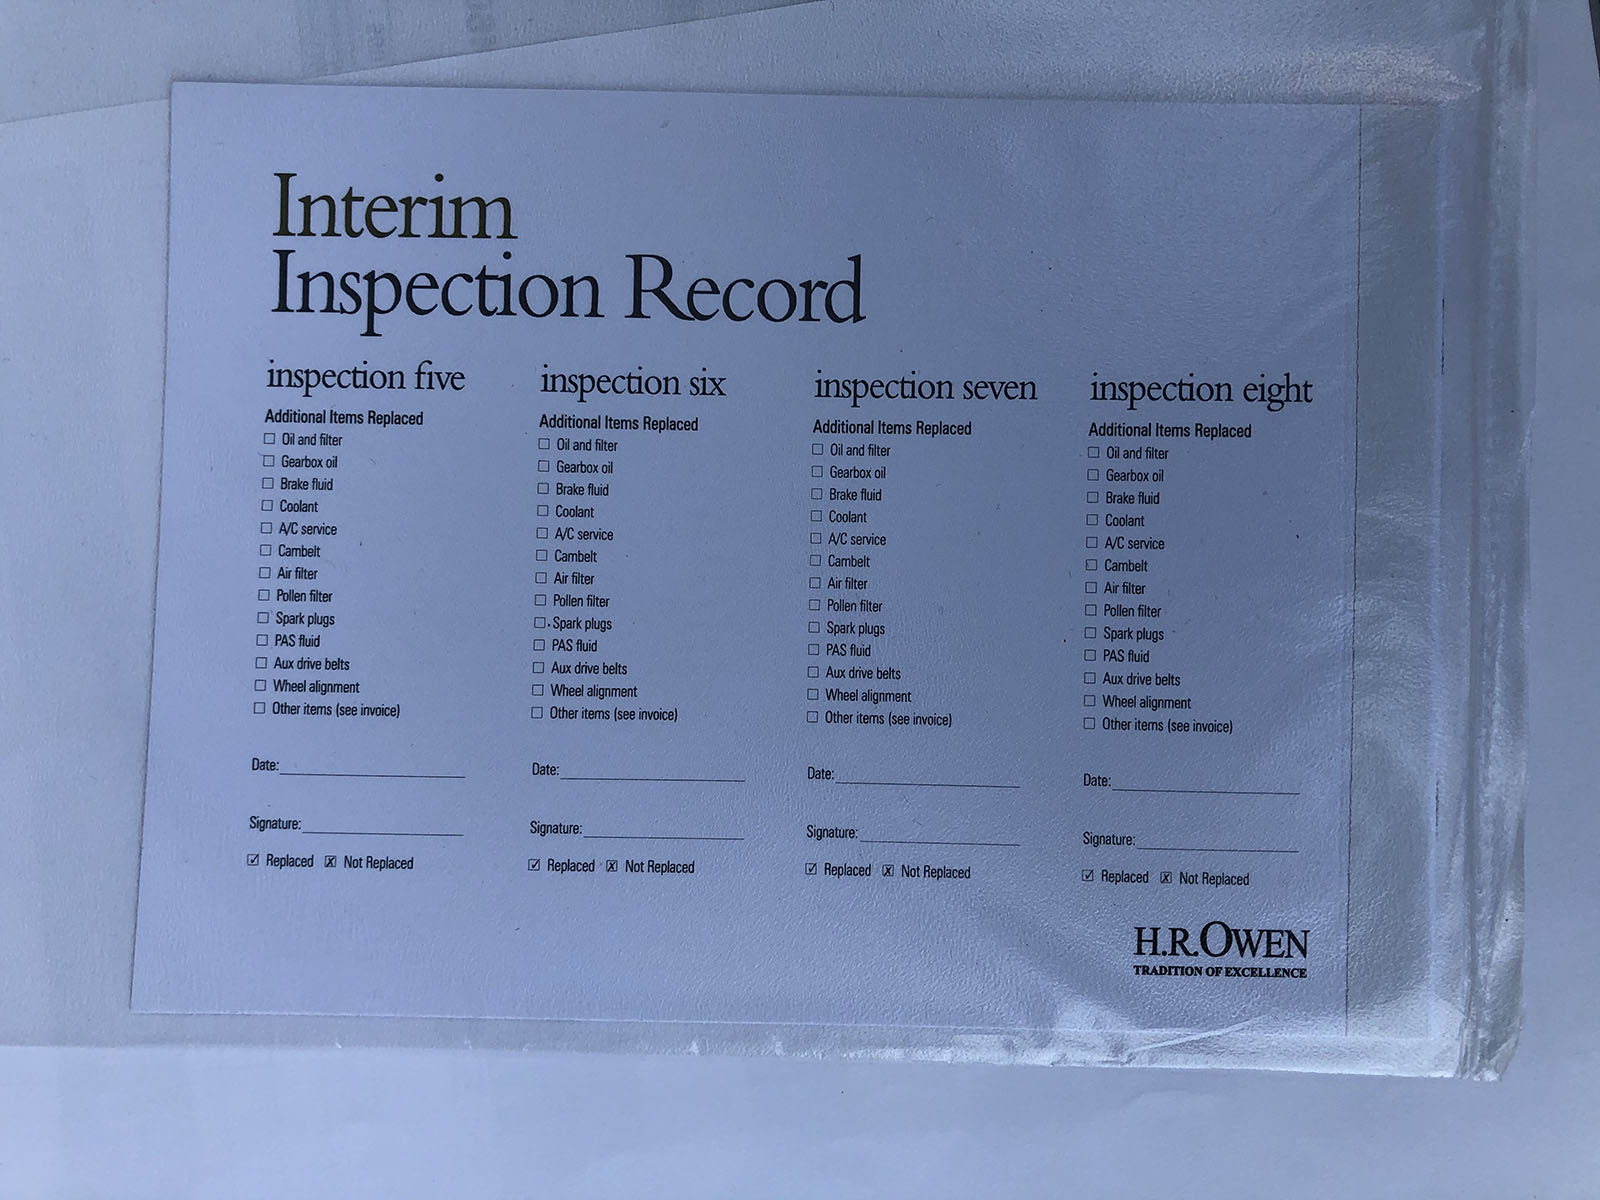 Interim
Inspection Record
inspection five
Additional Items Replaced
☐ Oil and filter
☐ Gearbox oil
☐ Brake fluid
☐ Coolant
☐ A/C service
☐ Cambelt
☐ Air filter
☐ Pollen filter
☐ Spark plugs
☐ PAS fluid
☐ Aux drive belts
☐ Wheel alignment
☐ Other items (see invoice)
Date:
Signature:
☑ Replaced ☒ Not Replaced
inspection six
Additional Items Replaced
☐ Oil and filter
☐ Gearbox oil
☐ Brake fluid
☐ Coolant
☐ A/C service
☐ Cambelt
☐ Air filter
☐ Pollen filter
☐ Spark plugs
☐ PAS fluid
☐ Aux drive belts
☐ Wheel alignment
☐ Other items (see invoice)
Date:
Signature:
☑ Replaced ☒ Not Replaced
inspection seven
Additional Items Replaced
☐ Oil and filter
☐ Gearbox oil
☐ Brake fluid
☐ Coolant
☐ A/C service
☐ Cambelt
☐ Air filter
☐ Pollen filter
☐ Spark plugs
☐ PAS fluid
☐ Aux drive belts
☐ Wheel alignment
☐ Other items (see invoice)
Date:
Signature:
☑ Replaced ☒ Not Replaced
inspection eight
Additional Items Replaced
☐ Oil and filter
☐ Gearbox oil
☐ Brake fluid
☐ Coolant
☐ A/C service
☐ Cambelt
☐ Air filter
☐ Pollen filter
☐ Spark plugs
☐ PAS fluid
☐ Aux drive belts
☐ Wheel alignment
☐ Other items (see invoice)
Date:
Signature:
☑ Replaced ☒ Not Replaced
H.R.OWEN
TRADITION OF EXCELLENCE